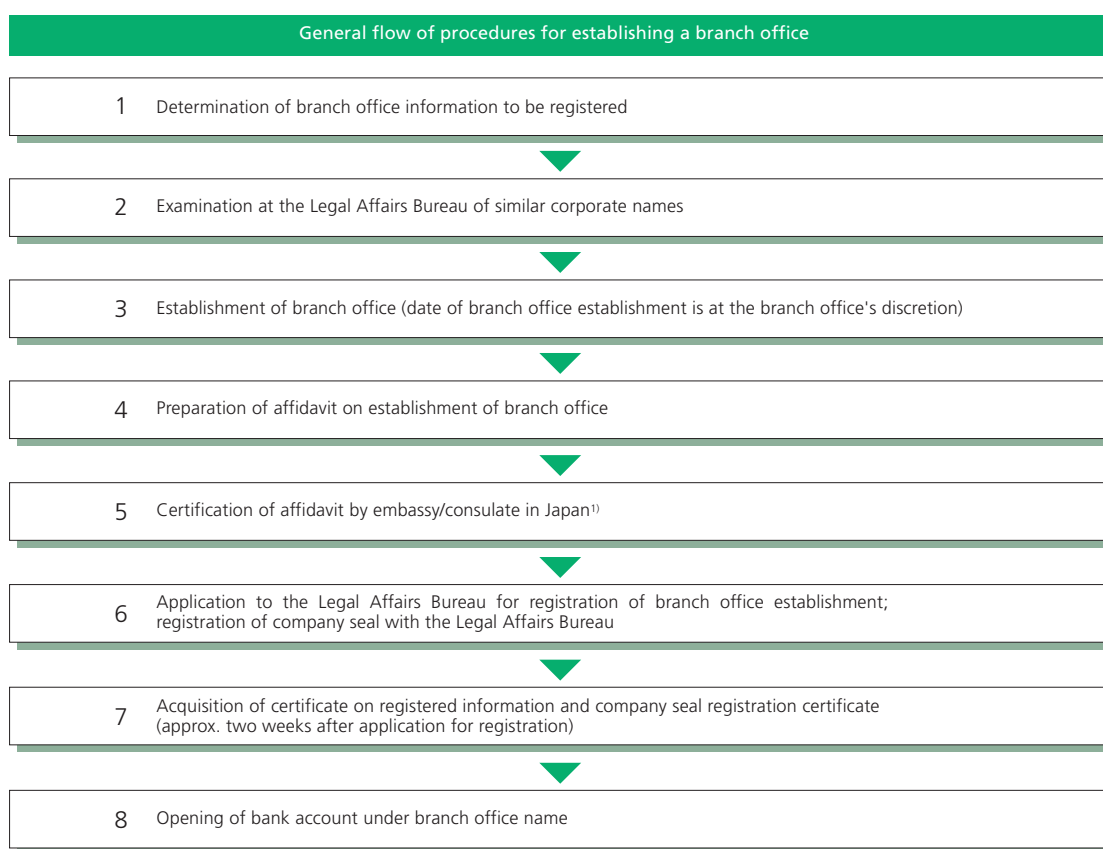 General flow of procedures for establishing a branch office
1 Determination of branch office information to be registered
2 Examination at the Legal Affairs Bureau of similar corporate names
3 Establishment of branch office (date of branch office establishment is at the branch office's discretion)
4 Preparation of affidavit on establishment of branch office
5 Certification of affidavit by embassy/consulate in Japan1)
6 Application to the Legal Affairs Bureau for registration of branch office establishment;
registration of company seal with the Legal Affairs Bureau
7 Acquisition of certificate on registered information and company seal registration certificate
(approx. two weeks after application for registration)
8 Opening of bank account under branch office name